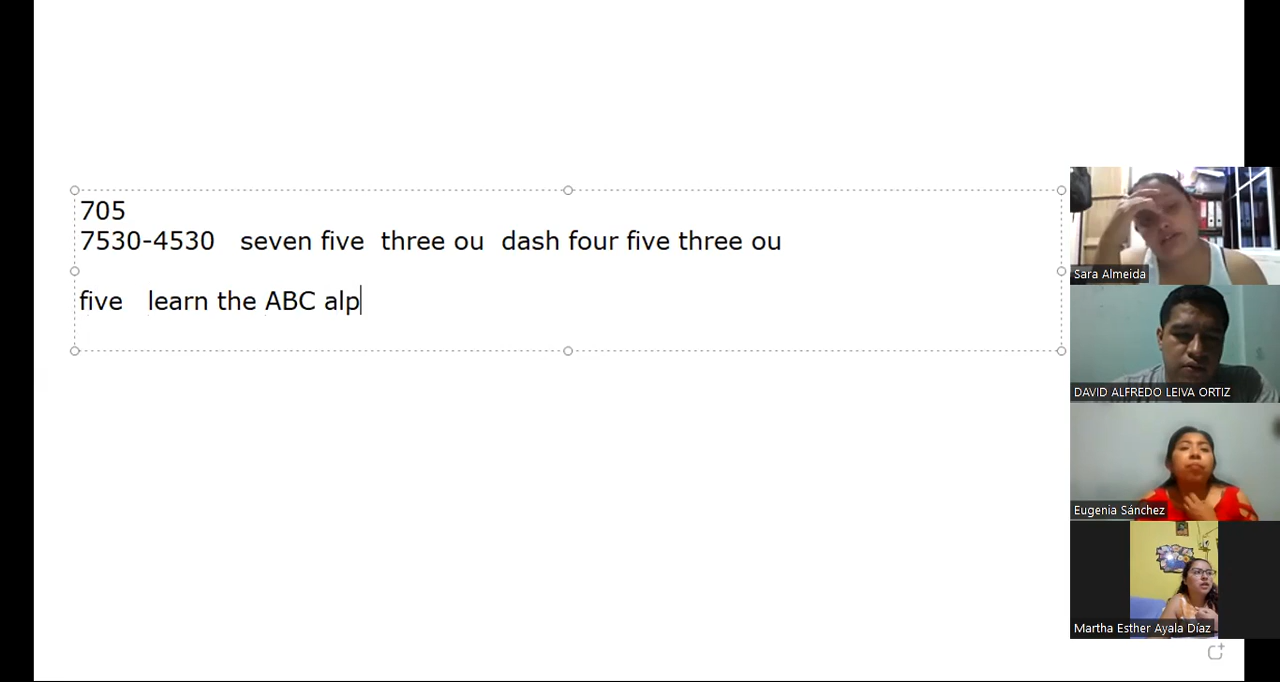 705
7530-4530 seven five three ou dash four five three ou
five learn the ABC alp
Sara Almeida
DAVID ALFREDO LEIVA ORTIZ
Eugenia Sánchez
Martha Esther Ayala Díaz